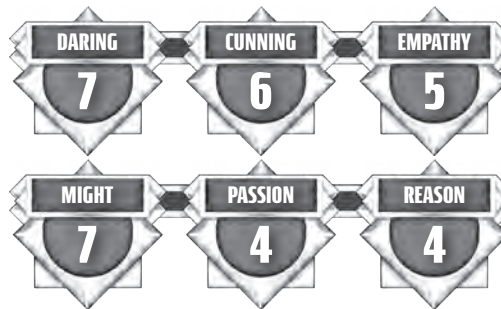 DARING CUNNING EMPATHY
7 6 5
MIGHT PASSION REASON
7 4 4